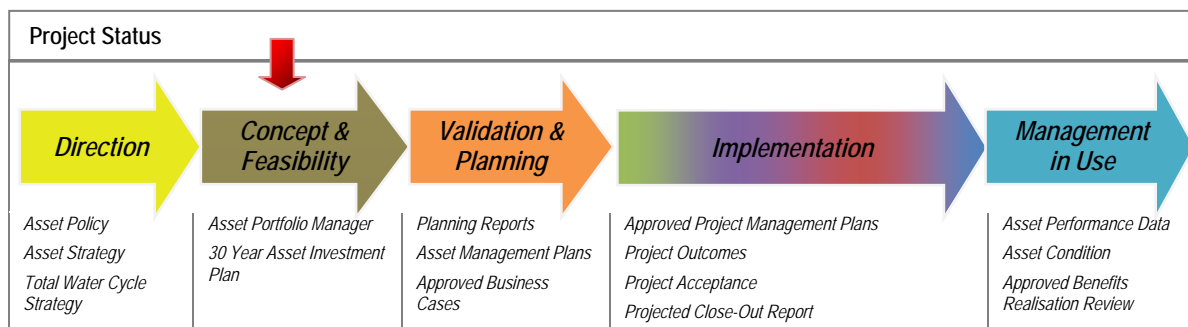 Project Status
Direction
Concept &
Feasibility
Validation &
Planning
Implementation
Management
in Use
Asset Policy
Asset Strategy
Total Water Cycle
Strategy
Asset Portfolio Manager
30 Year Asset Investment
Plan
Planning Reports
Asset Management Plans
Approved Business
Cases
Approved Project Management Plans
Project Outcomes
Project Acceptance
Projected Close-Out Report
Asset Performance Data
Asset Condition
Approved Benefits
Realisation Review